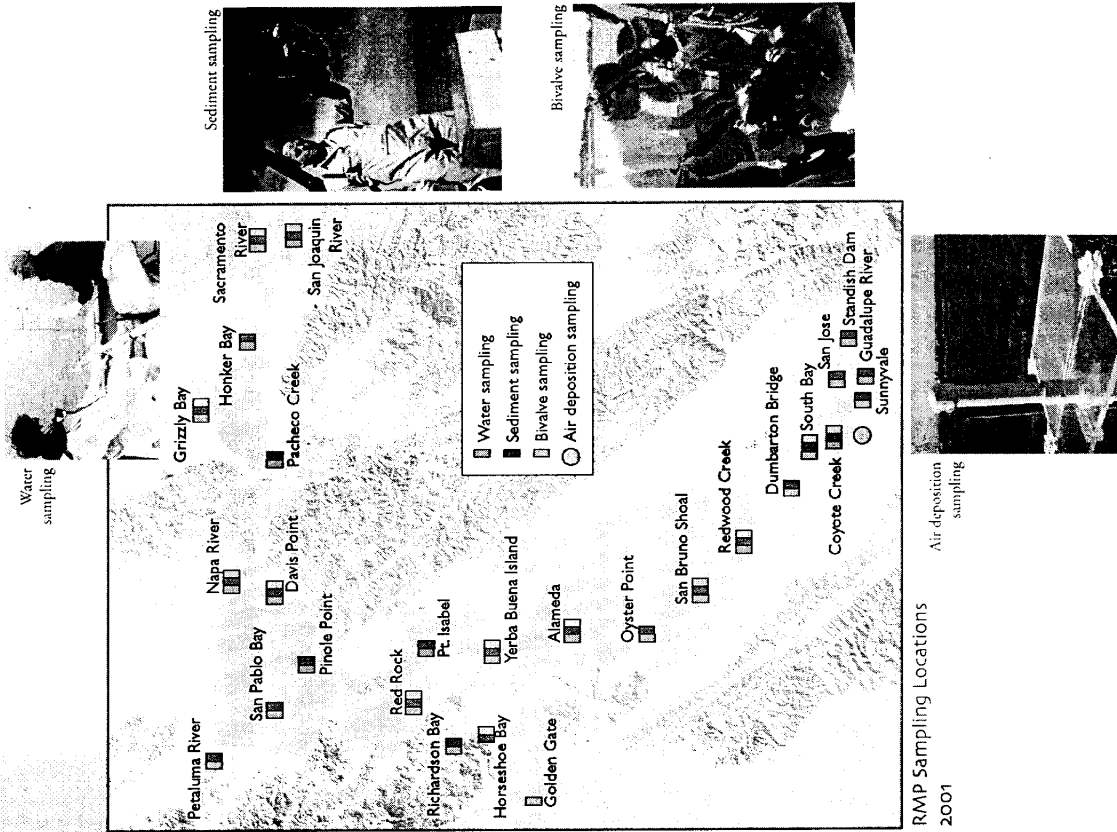 Water
sampling
Sediment sampling
Bivalve sampling
Air deposition
sampling
Petaluma River
San Pablo Bay
Pinole Point
Napa River
Davis Point
Grizzly Bay
Pacheco Creek
Honker Bay
Sacramento
River
San Joaquin
River
Red Rock
Pt. Isabel
Richardson Bay
Horseshoe Bay
Yerba Buena Island
Golden Gate
Alameda
Oyster Point
San Bruno Shoal
Redwood Creek
Dumbarton Bridge
South Bay
Coyote Creek
San Jose
Standish Dam
Guadalupe River
Sunnyvale
Water sampling
Sediment sampling
Bivalve sampling
Air deposition sampling
RMP Sampling Locations
2001